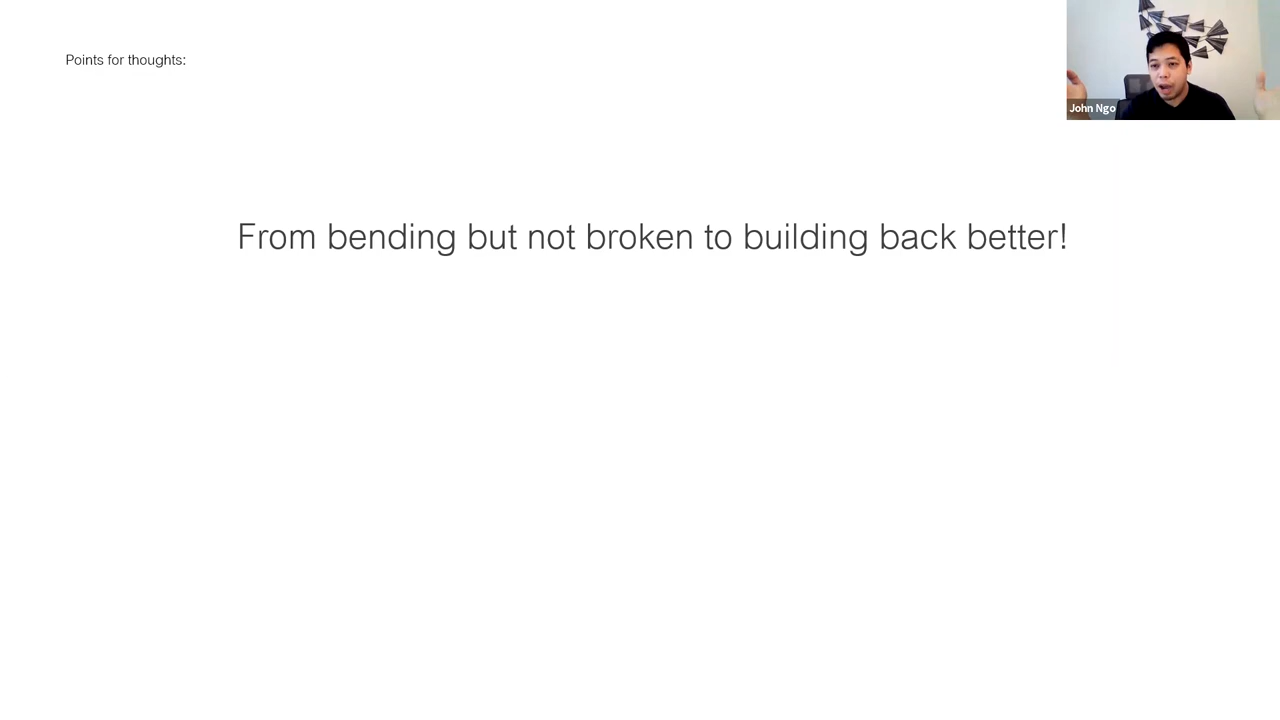 Points for thoughts:
John Ngo
From bending but not broken to building back better!